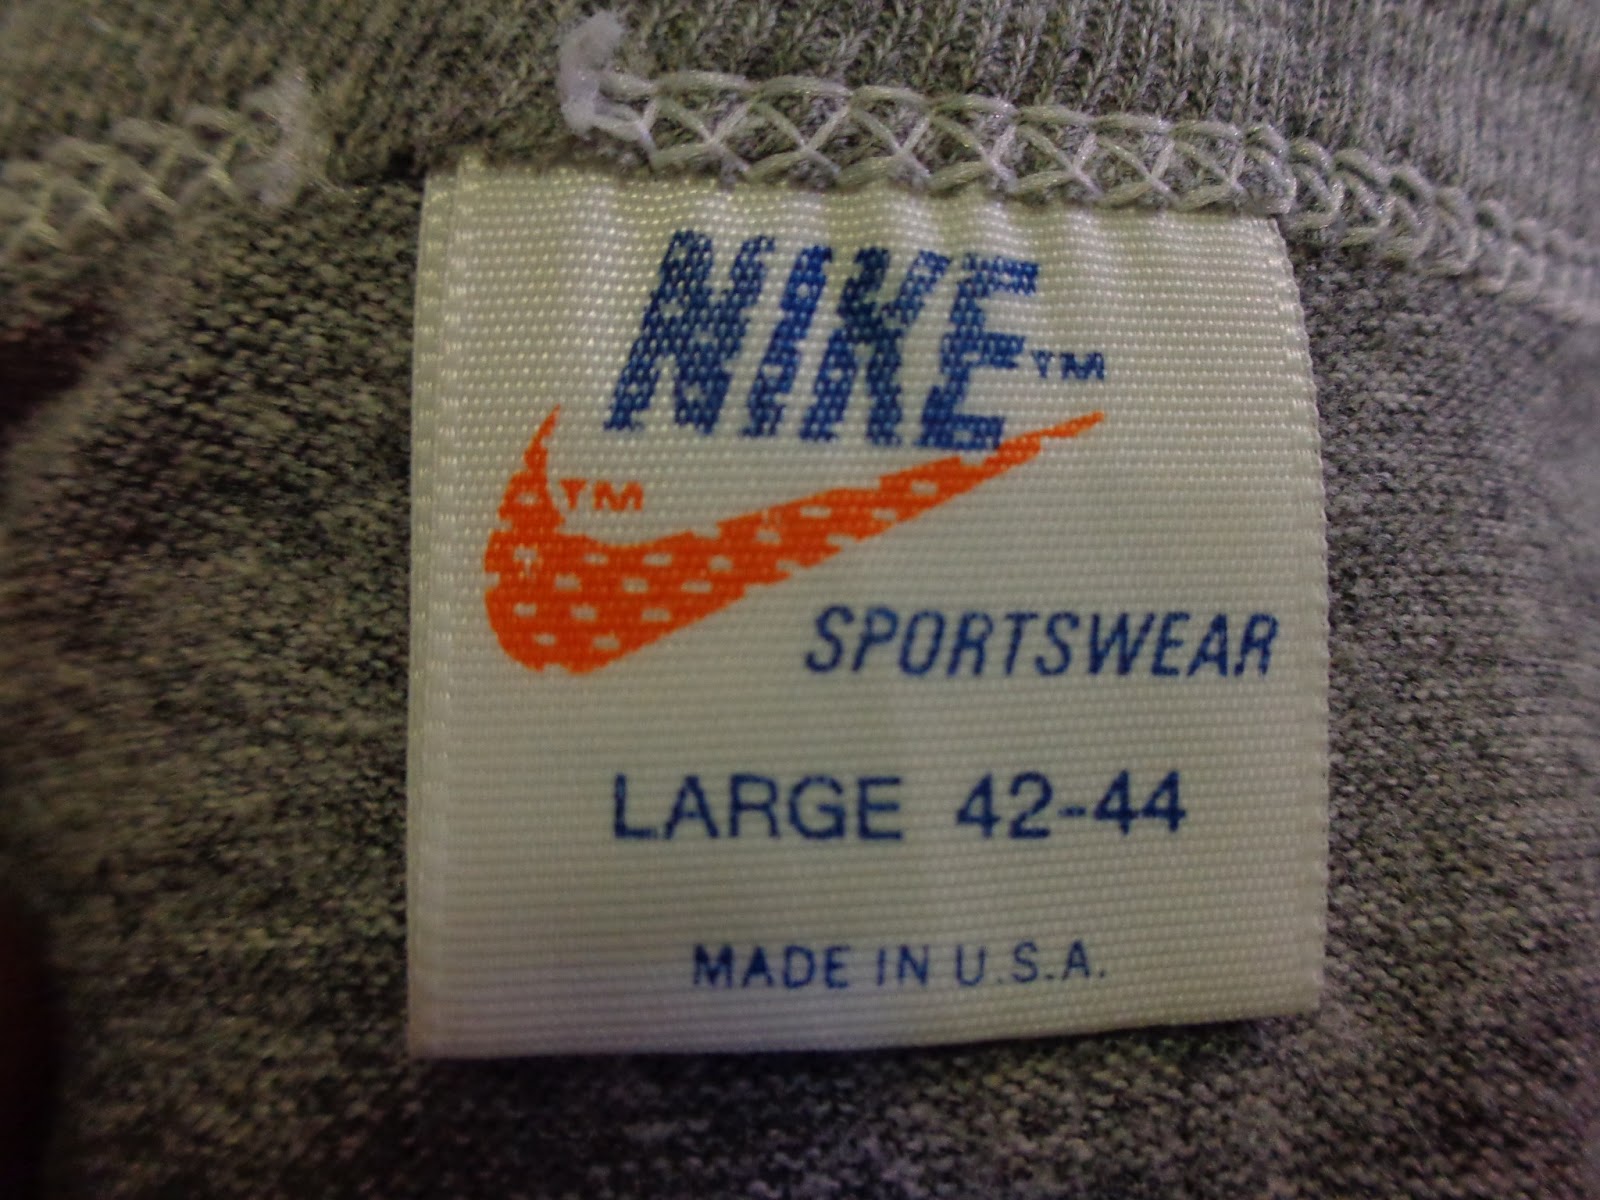 NIKE™
™
SPORTSWEAR
LARGE 42-44
MADE IN U.S.A.